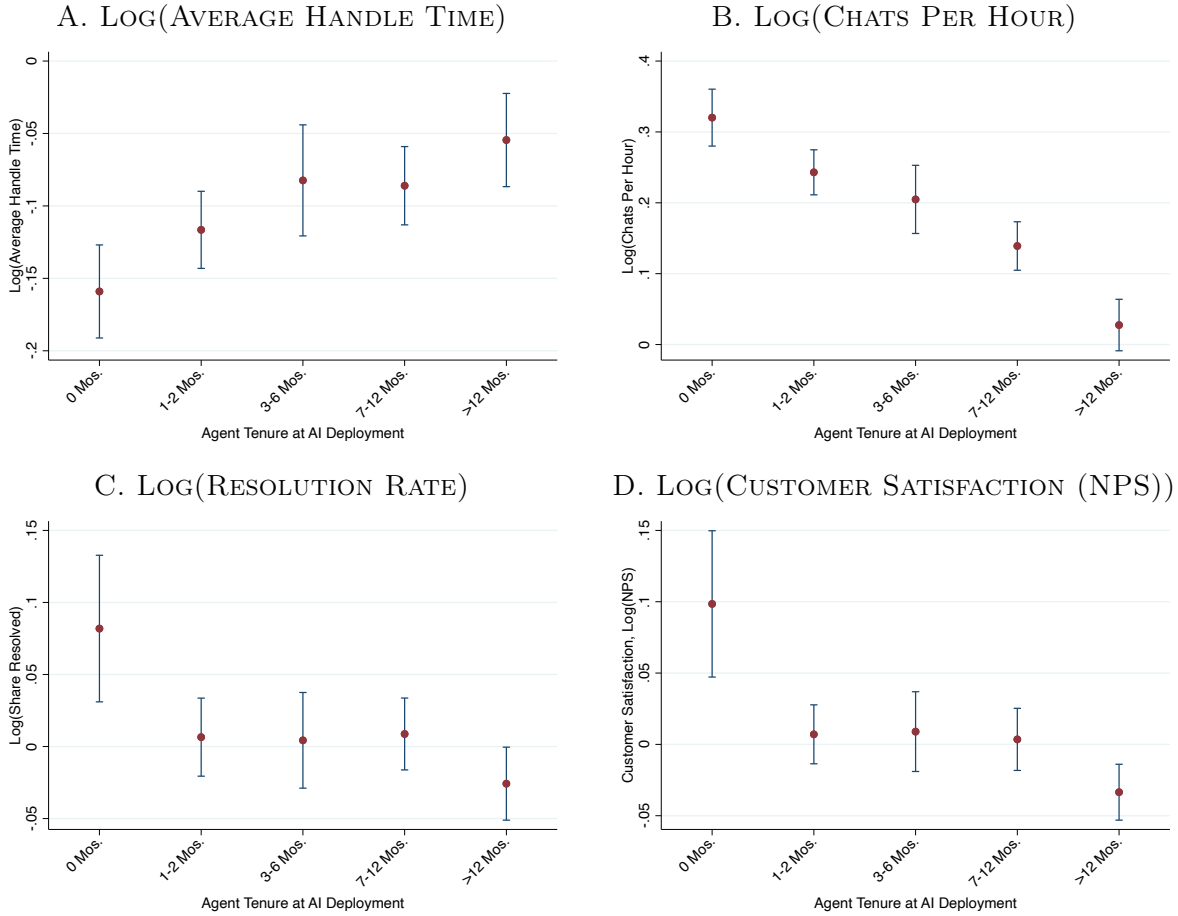 A. LOG(AVERAGE HANDLE TIME)
Log(Average Handle Time)
0
-.05
-.1
-.15
-.2
0 Mos.
1-2 Mos.
3-6 Mos.
7-12 Mos.
>12 Mos.
Agent Tenure at AI Deployment
B. LOG(CHATS PER HOUR)
Log(Chats Per Hour)
.4
.3
.2
.1
0
0 Mos.
1-2 Mos.
3-6 Mos.
7-12 Mos.
>12 Mos.
Agent Tenure at AI Deployment
C. LOG(RESOLUTION RATE)
Log(Share Resolved)
.15
.1
.05
0
-.05
0 Mos.
1-2 Mos.
3-6 Mos.
7-12 Mos.
>12 Mos.
Agent Tenure at AI Deployment
D. LOG(CUSTOMER SATISFACTION (NPS))
Customer Satisfaction, Log(NPS)
.15
.1
.05
0
-.05
0 Mos.
1-2 Mos.
3-6 Mos.
7-12 Mos.
>12 Mos.
Agent Tenure at AI Deployment